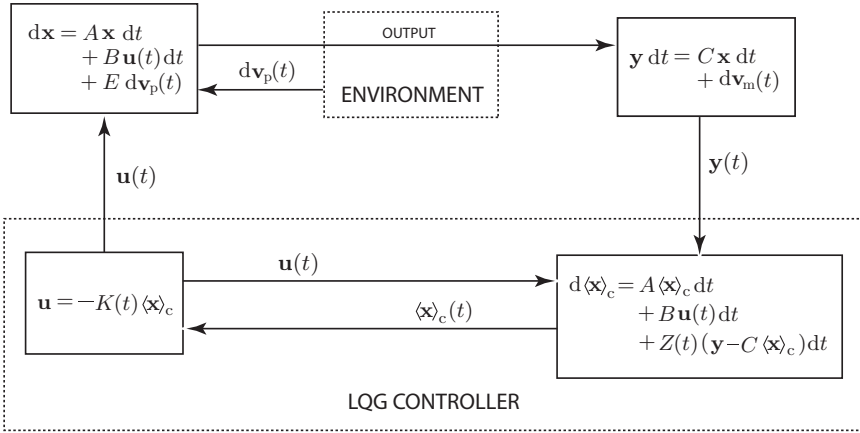 dx = Ax dt
+ Bu(t)dt
+ E dv_p(t)
OUTPUT
dv_p(t)
ENVIRONMENT
y dt = C x dt
+ dv_m(t)
u(t)
y(t)
u = −K(t)⟨x⟩_c
u(t)
⟨x⟩_c(t)
d⟨x⟩_c = A⟨x⟩_c dt
+ Bu(t)dt
+ Z(t)(y−C⟨x⟩_c)dt
LQG CONTROLLER